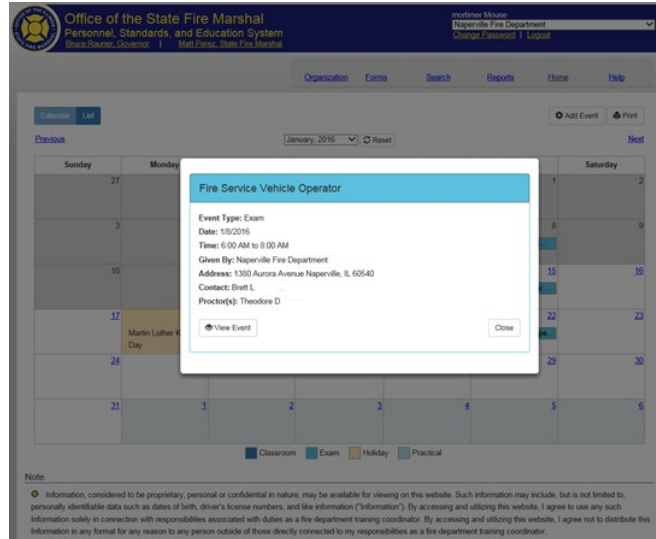 Office of the State Fire Marshal
Personnel, Standards, and Education System
Bruce Rauner, Governor | Matt Perez, State Fire Marshal
mortimer Mouse
Naperville Fire Department
Change Password | Logout
Organization Forms Search Reports Home Help
Calendar List
Add Event Print
Previous January, 2016 Reset Next
Sunday Monday Saturday
27 1 2
3 8 9
10 15 16
17 22 23
Martin Luther K
Day
24 29 30
31 1 2 3 4 5 6
Fire Service Vehicle Operator
Event Type: Exam
Date: 1/8/2016
Time: 6:00 AM to 8:00 AM
Given By: Naperville Fire Department
Address: 1380 Aurora Avenue Naperville, IL 60540
Contact: Brett L
Proctor(s): Theodore D
View Event Close
Classroom Exam Holiday Practical
Note
Information, considered to be proprietary, personal or confidential in nature, may be available for viewing on this website. Such information may include, but is not limited to,
personally identifiable data such as dates of birth, driver's license numbers, and like information ("Information"). By accessing and utilizing this website, I agree to use any such
Information solely in connection with responsibilities associated with duties as a fire department training coordinator. By accessing and utilizing this website, I agree not to distribute this
Information in any format for any reason to any person outside of those directly connected to my responsibilities as a fire department training coordinator.